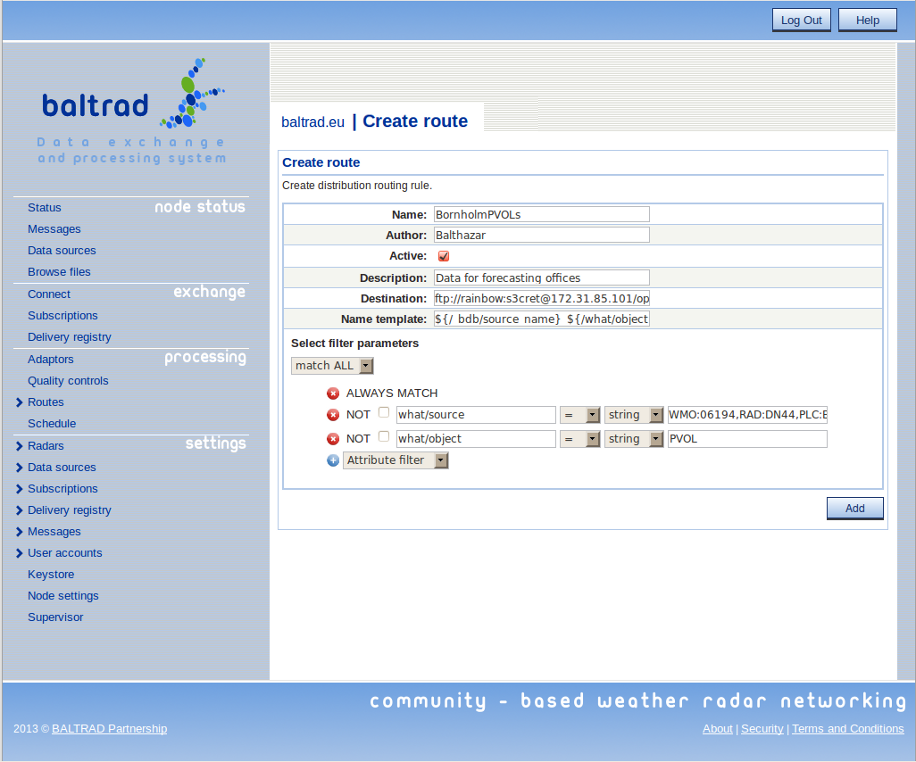 Log Out Help
baltrad
Data exchange
and processing system
baltrad.eu | Create route
node status
Status
Messages
Data sources
Browse files
exchange
Connect
Subscriptions
Delivery registry
processing
Adaptors
Quality controls
Routes
Schedule
settings
Radars
Data sources
Subscriptions
Delivery registry
Messages
User accounts
Keystore
Node settings
Supervisor
Create route
Create distribution routing rule.
Name: BornholmPVOLs
Author: Balthazar
Active:
Description: Data for forecasting offices
Destination: ftp://rainbow:s3cret@172.31.85.101/op
Name template: ${/_bdb/source_name}_${/what/object
Select filter parameters
match ALL
ALWAYS MATCH
NOT what/source = string WMO:06194,RAD:DN44,PLC:B
NOT what/object = string PVOL
Attribute filter
Add
community - based weather radar networking
2013 © BALTRAD Partnership
About | Security | Terms and Conditions